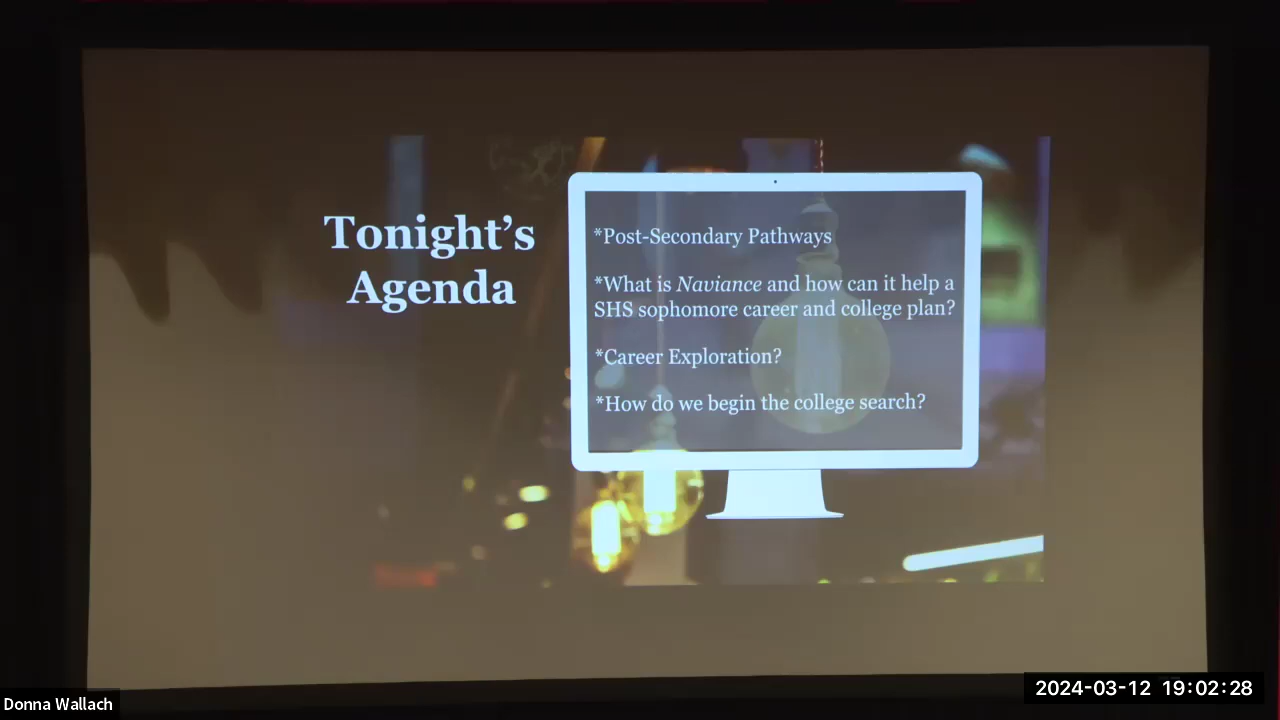 Tonight's
Agenda
*Post-Secondary Pathways
*What is Naviance and how can it help a
SHS sophomore career and college plan?
*Career Exploration?
*How do we begin the college search?
Donna Wallach
2024-03-12 19:02:28